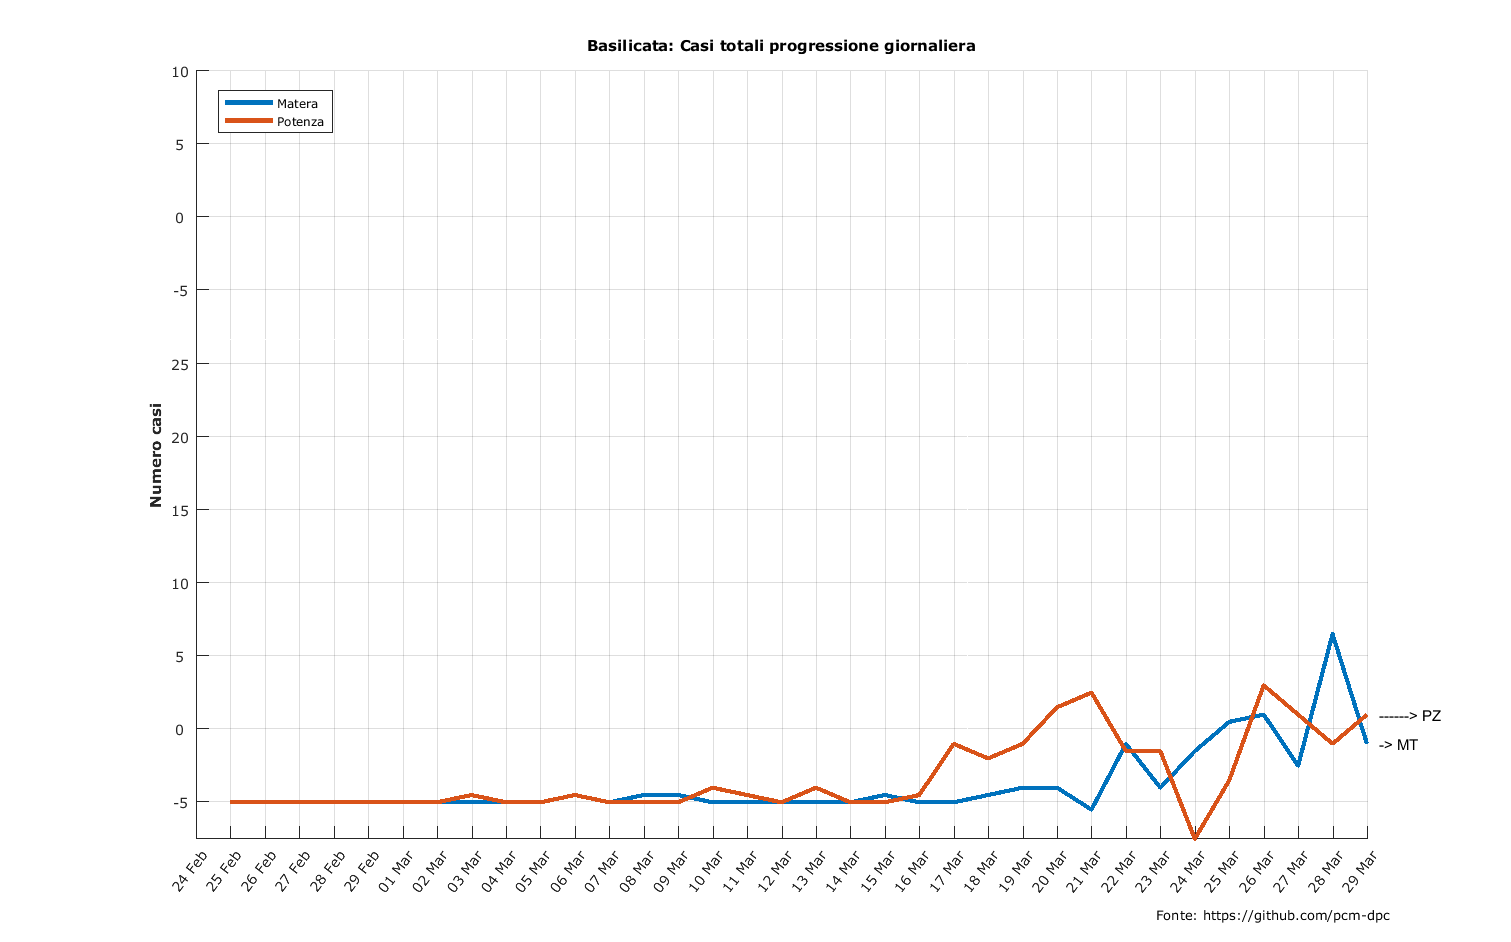 Basilicata: Casi totali progressione giornaliera
10
5
0
-5
25
20
15
10
5
0
-5
Numero casi
Matera
Potenza
------> PZ
-> MT
24 Feb
25 Feb
26 Feb
27 Feb
28 Feb
29 Feb
01 Mar
02 Mar
03 Mar
04 Mar
05 Mar
06 Mar
07 Mar
08 Mar
09 Mar
10 Mar
11 Mar
12 Mar
13 Mar
14 Mar
15 Mar
16 Mar
17 Mar
18 Mar
19 Mar
20 Mar
21 Mar
22 Mar
23 Mar
24 Mar
25 Mar
26 Mar
27 Mar
28 Mar
29 Mar
Fonte: https://github.com/pcm-dpc